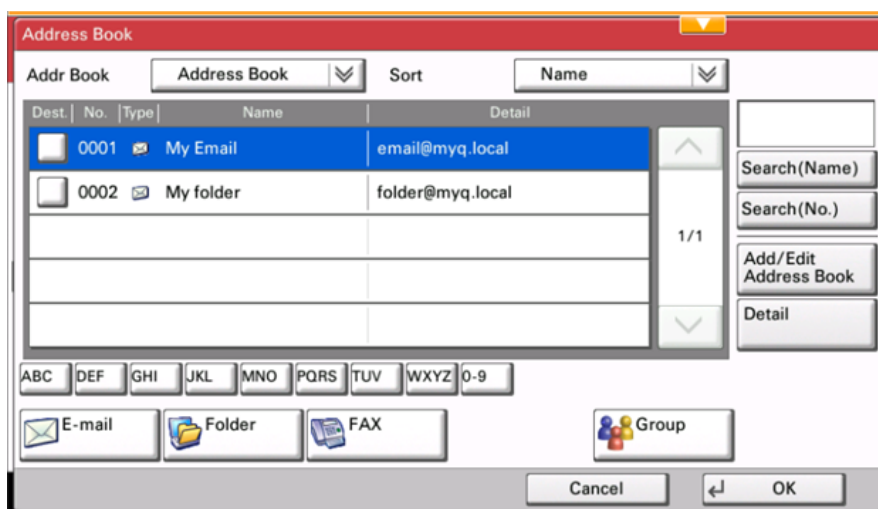 Address Book
Addr Book Address Book Sort Name
Dest. No. Type Name Detail
0001 My Email email@myq.local
0002 My folder folder@myq.local
1/1
Search(Name)
Search(No.)
Add/Edit
Address Book
Detail
ABC DEF GHI JKL MNO PQRS TUV WXYZ 0-9
E-mail Folder FAX Group
Cancel OK